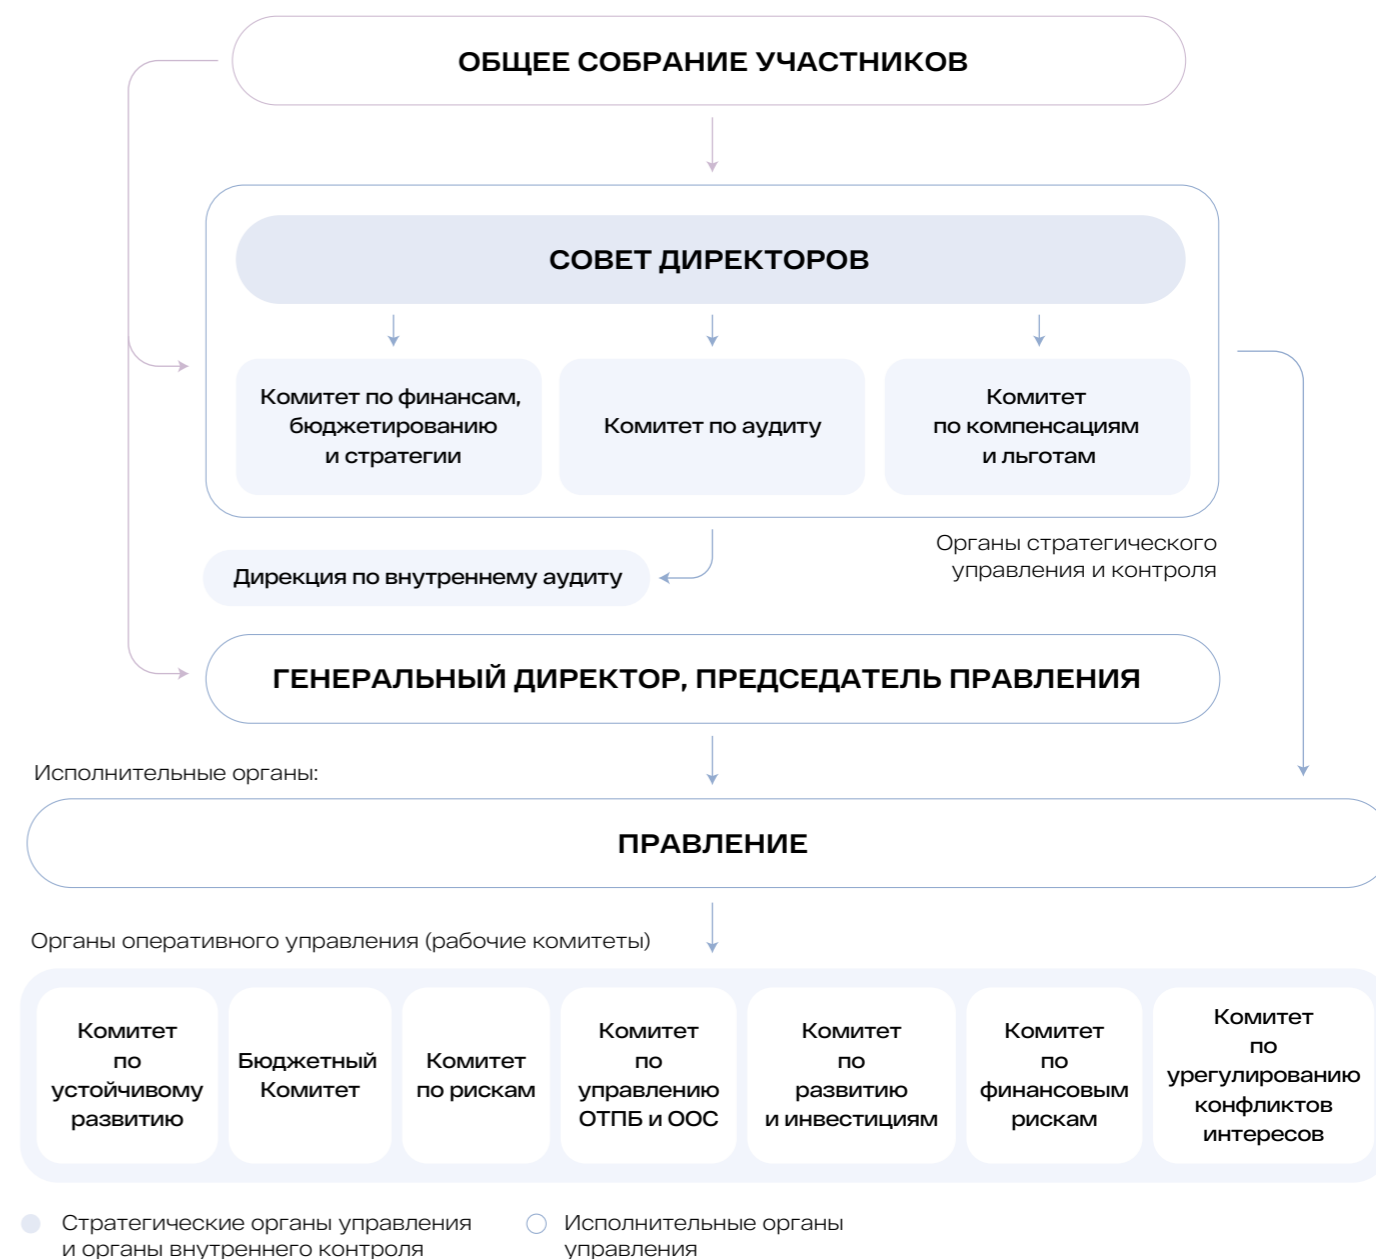 ОБЩЕЕ СОБРАНИЕ УЧАСТНИКОВ
СОВЕТ ДИРЕКТОРОВ
Комитет по финансам,
бюджетированию
и стратегии
Комитет по аудиту
Комитет
по компенсациям
и льготам
Органы стратегического
управления и контроля
Дирекция по внутреннему аудиту
ГЕНЕРАЛЬНЫЙ ДИРЕКТОР, ПРЕДСЕДАТЕЛЬ ПРАВЛЕНИЯ
Исполнительные органы:
ПРАВЛЕНИЕ
Органы оперативного управления (рабочие комитеты)
Комитет
по
устойчивому
развитию
Бюджетный
Комитет
Комитет
по рискам
Комитет
по
управлению
ОТПБ и ООС
Комитет
по
развитию
и инвестициям
Комитет
по
финансовым
рискам
Комитет
по
урегулированию
конфликтов
интересов
Стратегические органы управления
и органы внутреннего контроля
Исполнительные органы
управления